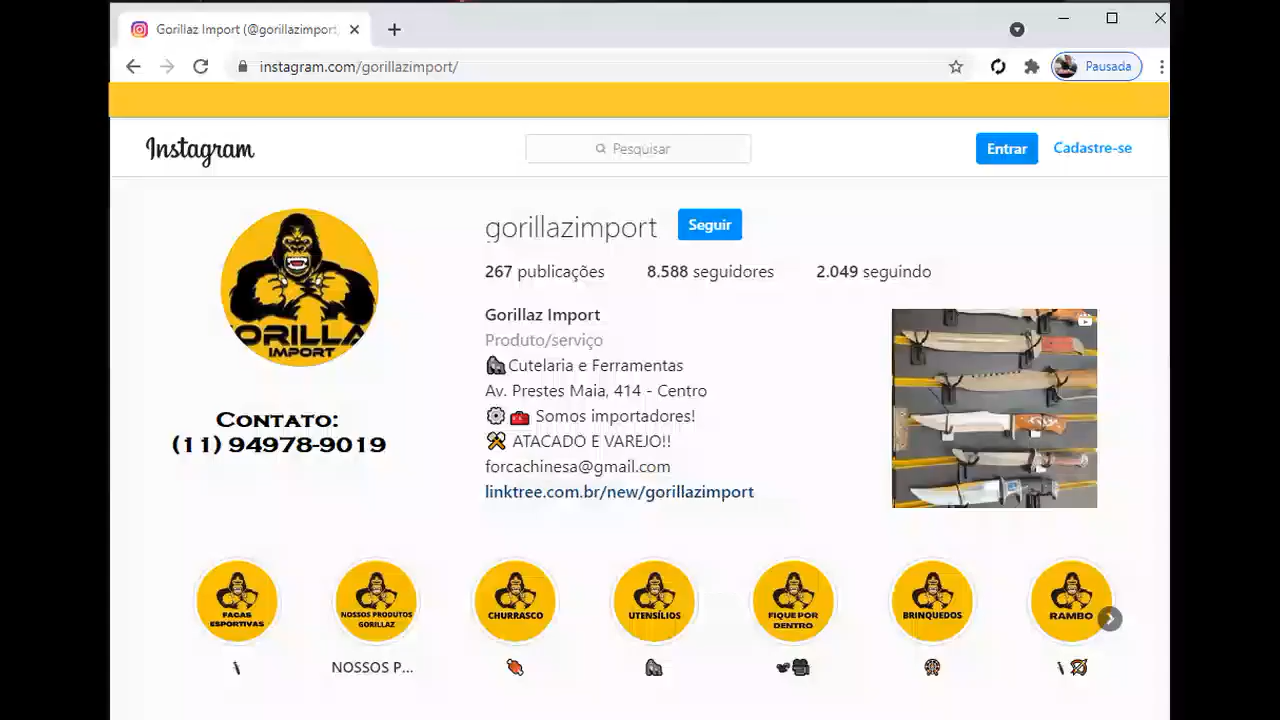 Gorillaz Import (@gorillazimport
instagram.com/gorillazimport/
Pausada
Instagram
Pesquisar
Entrar
Cadastre-se
gorillazimport
Seguir
267 publicações
8.588 seguidores
2.049 seguindo
GORILLA
IMPORT
CONTATO:
(11) 94978-9019
Gorillaz Import
Produto/serviço
Cutelaria e Ferramentas
Av. Prestes Maia, 414 - Centro
Somos importadores!
ATACADO E VAREJO!!
forcachinesa@gmail.com
linktree.com.br/new/gorillazimport
FACAS
ESPORTIVAS
NOSSOS PRODUTOS
GORILLAZ
CHURRASCO
UTENSÍLIOS
FIQUE POR
DENTRO
BRINQUEDOS
RAMBO
NOSSOS P...